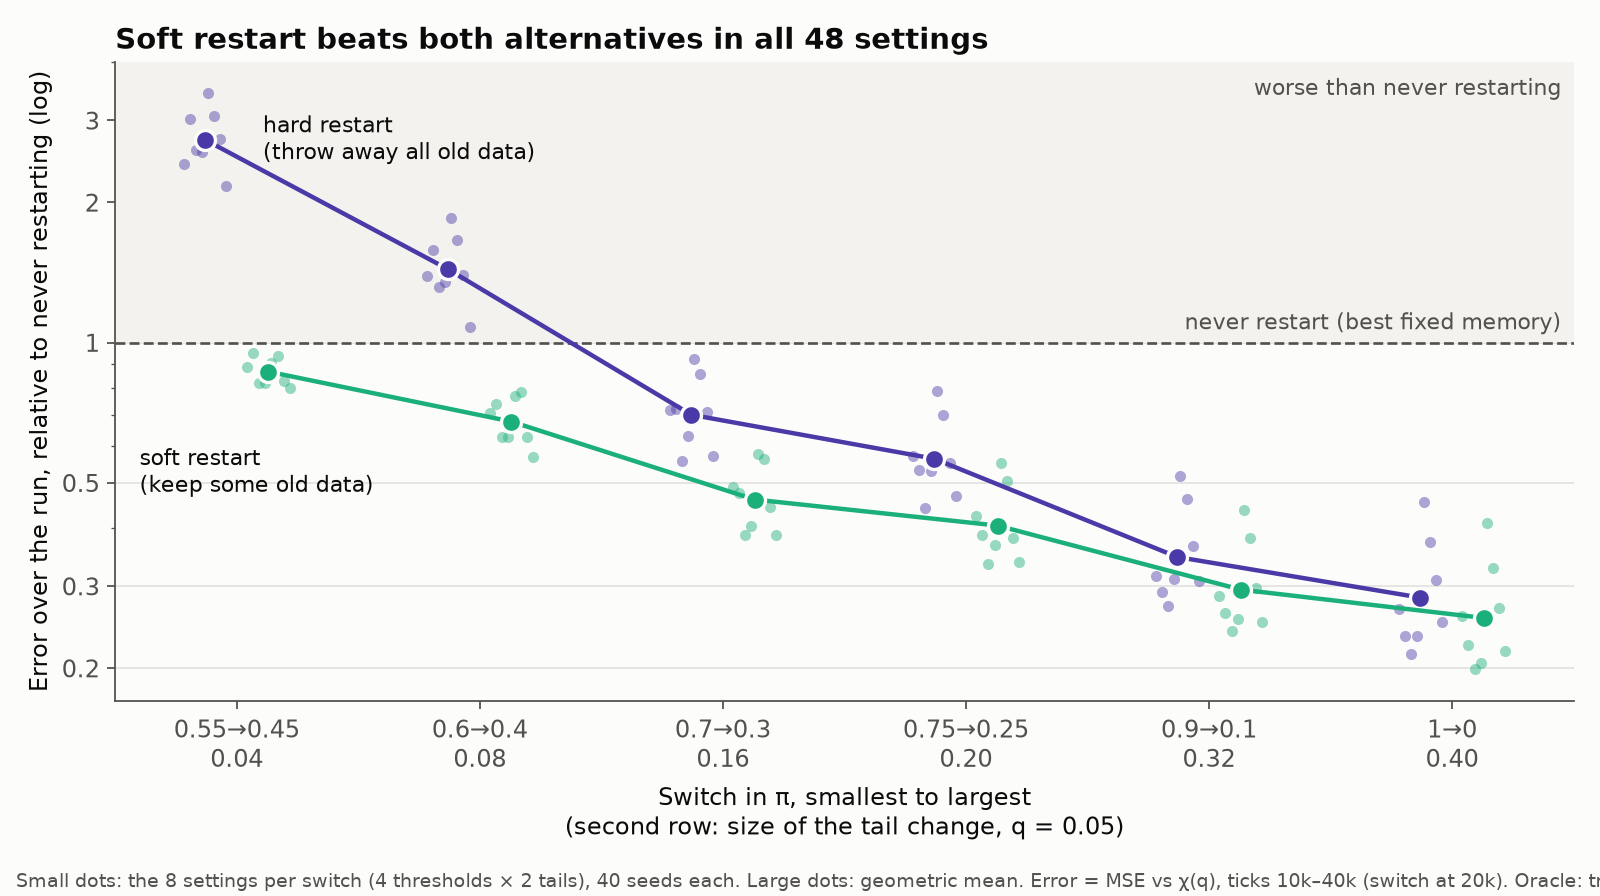 Soft restart beats both alternatives in all 48 settings
Error over the run, relative to never restarting (log)
worse than never restarting
hard restart
(throw away all old data)
never restart (best fixed memory)
soft restart
(keep some old data)
3
2
1
0.5
0.3
0.2
0.55→0.45 0.6→0.4 0.7→0.3 0.75→0.25 0.9→0.1 1→0
0.04 0.08 0.16 0.20 0.32 0.40
Switch in π, smallest to largest
(second row: size of the tail change, q = 0.05)
Small dots: the 8 settings per switch (4 thresholds × 2 tails), 40 seeds each. Large dots: geometric mean. Error = MSE vs χ(q), ticks 10k–40k (switch at 20k). Oracle: